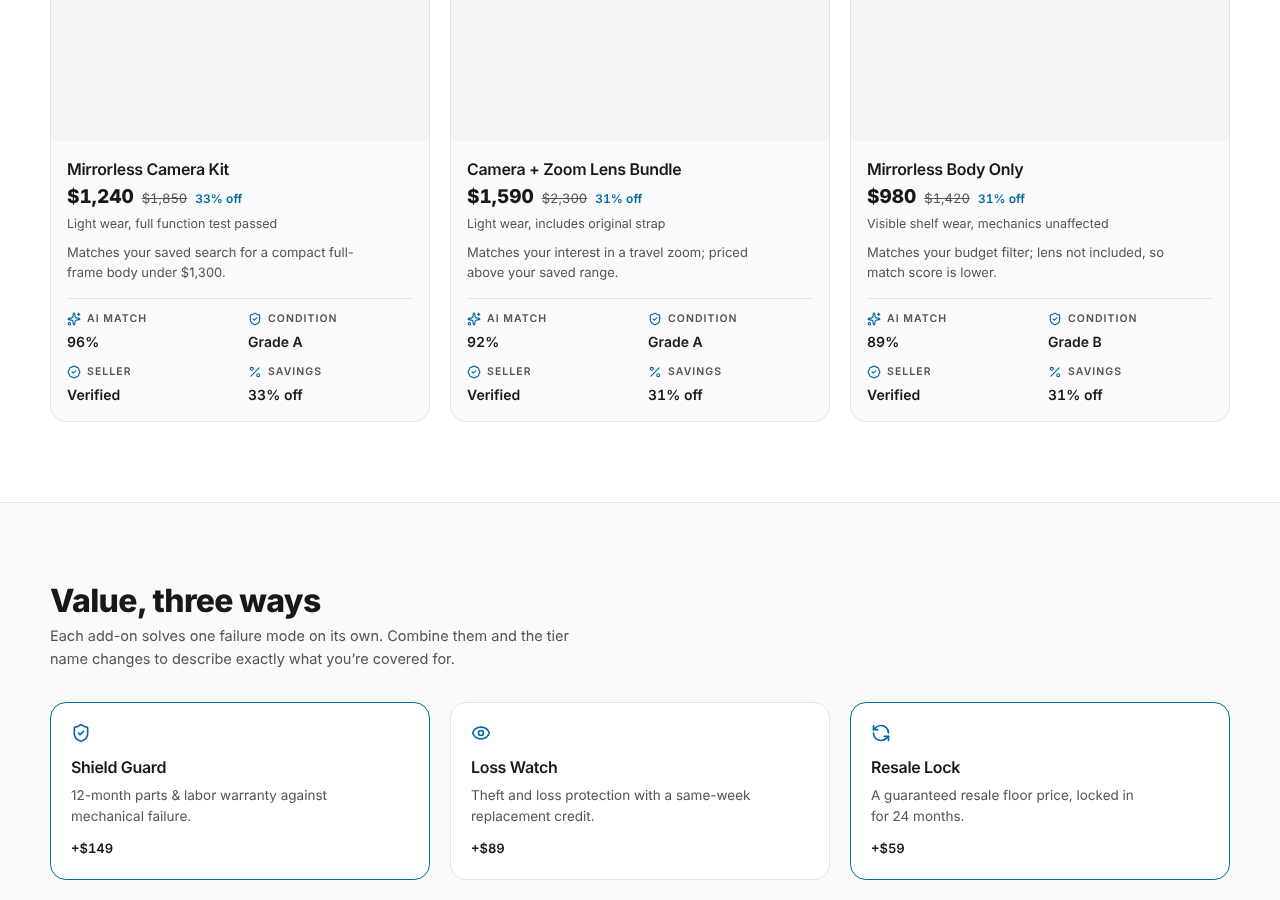 Mirrorless Camera Kit
$1,240 $1,850 33% off
Light wear, full function test passed
Matches your saved search for a compact full-
frame body under $1,300.
AI MATCH
96%
CONDITION
Grade A
SELLER
Verified
SAVINGS
33% off
Camera + Zoom Lens Bundle
$1,590 $2,300 31% off
Light wear, includes original strap
Matches your interest in a travel zoom; priced
above your saved range.
AI MATCH
92%
CONDITION
Grade A
SELLER
Verified
SAVINGS
31% off
Mirrorless Body Only
$980 $1,420 31% off
Visible shelf wear, mechanics unaffected
Matches your budget filter; lens not included, so
match score is lower.
AI MATCH
89%
CONDITION
Grade B
SELLER
Verified
SAVINGS
31% off
Value, three ways
Each add-on solves one failure mode on its own. Combine them and the tier
name changes to describe exactly what you’re covered for.
Shield Guard
12-month parts & labor warranty against
mechanical failure.
+$149
Loss Watch
Theft and loss protection with a same-week
replacement credit.
+$89
Resale Lock
A guaranteed resale floor price, locked in
for 24 months.
+$59